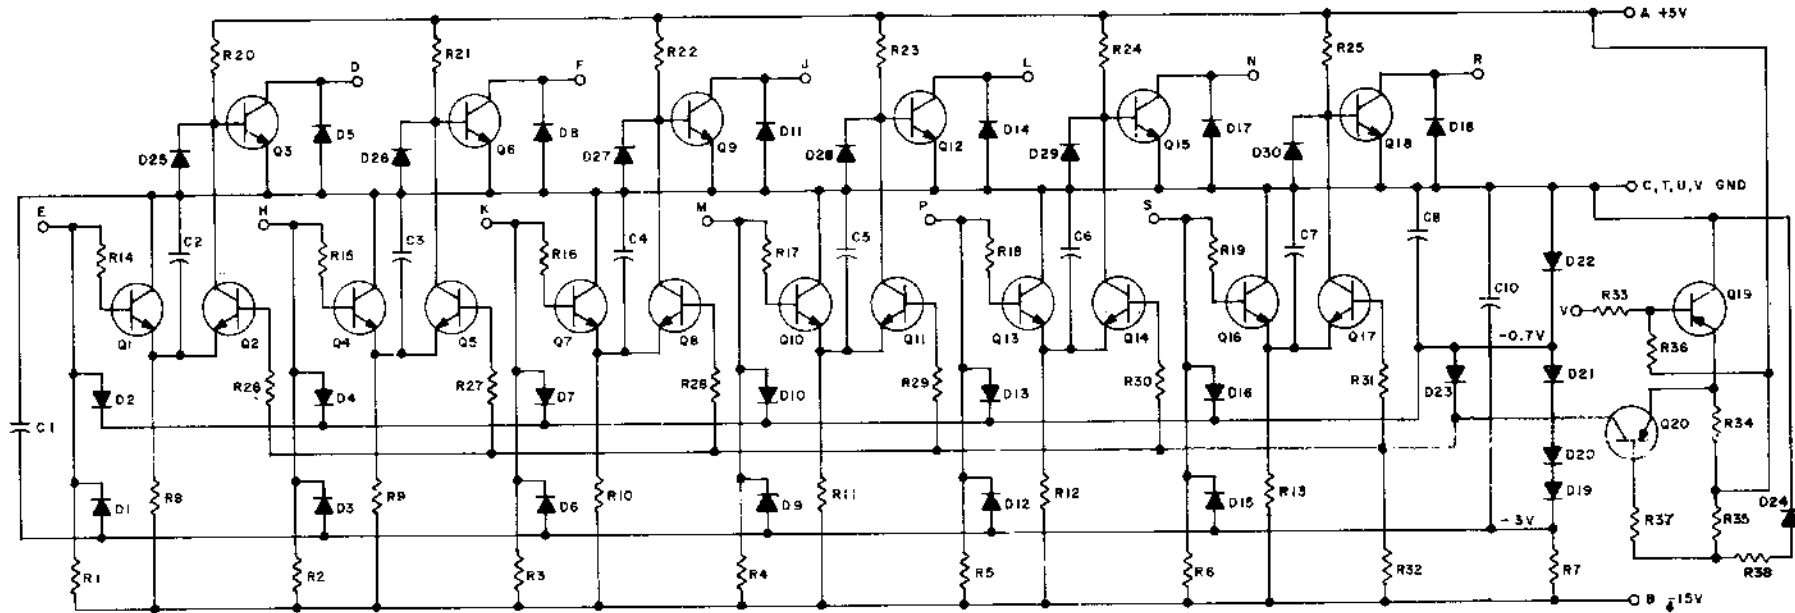 A +5V
R20
R21
R22
R23
R24
R25
D
F
J
L
N
R
D5
D8
D11
D14
D17
D18
Q3
Q6
Q9
Q12
Q15
Q18
D25
D26
D27
D28
D29
D30
C,T,U,V GND
E
H
K
M
P
S
R14
R15
R16
R17
R18
R19
C2
C3
C4
C5
C6
C7
C8
C10
D22
V
R33
Q19
Q1
Q2
Q4
Q5
Q7
Q8
Q10
Q11
Q13
Q14
Q16
Q17
-0.7V
R36
D2
R26
D4
R27
D7
R28
D10
R29
D13
R30
D16
R31
D23
D21
C1
Q20
R34
D20
D19
D1
R8
D3
R9
D6
R10
D9
R11
D12
R12
D15
R13
-3V
R37
R35
D24
R1
R2
R3
R4
R5
R6
R32
R7
R38
B -15V